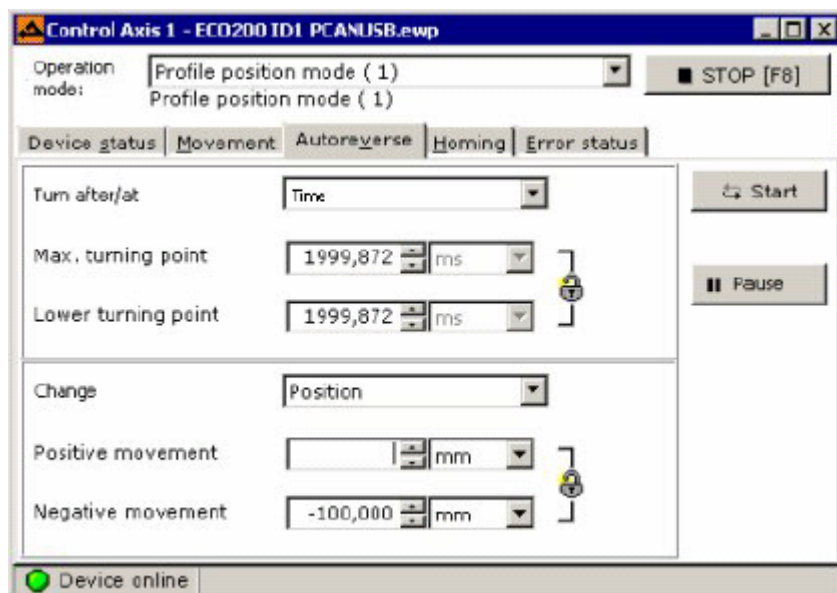 Control Axis 1 - ECO200 ID1 PCANUSB.ewp
Operation mode:
Profile position mode ( 1)
STOP [F8]
Profile position mode ( 1)
Device status
Movement
Autoreverse
Homing
Error status
Turn after/at
Time
Start
Max. turning point
1999,872
ms
Pause
Lower turning point
1999,872
ms
Change
Position
Positive movement
mm
Negative movement
-100,000
mm
Device online